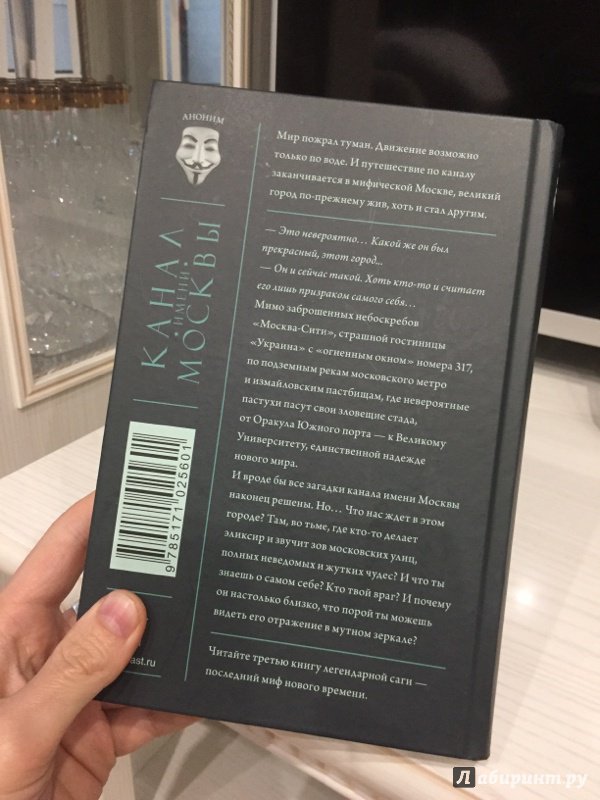 АНОНИМ
КАНАЛ
ИМЕНИ
МОСКВЫ
Мир пожрал туман. Движение возможно
только по воде. И путешествие по каналу
заканчивается в мифической Москве, великий
город по-прежнему жив, хоть и стал другим.
— Это невероятно… Какой же он был
прекрасный, этот город...
— Он и сейчас такой. Хоть кто-то и считает
его лишь призраком самого себя…
Мимо заброшенных небоскребов
«Москва-Сити», страшной гостиницы
«Украина» с «огненным окном» номера 317,
по подземным рекам московского метро
и измайловским пастбищам, где невероятные
пастухи пасут свои зловещие стада,
от Оракула Южного порта — к Великому
Университету, единственной надежде
нового мира.
И вроде бы все загадки канала имени Москвы
наконец решены. Но… Что нас ждет в этом
городе? Там, во тьме, где кто-то делает
эликсир и звучит зов московских улиц,
полных неведомых и жутких чудес? И что ты
знаешь о самом себе? Кто твой враг? И почему
он настолько близко, что порой ты можешь
видеть его отражение в мутном зеркале?
Читайте третью книгу легендарной саги —
последний миф нового времени.
9 785171 025601
ast.ru
Лабиринт.ру